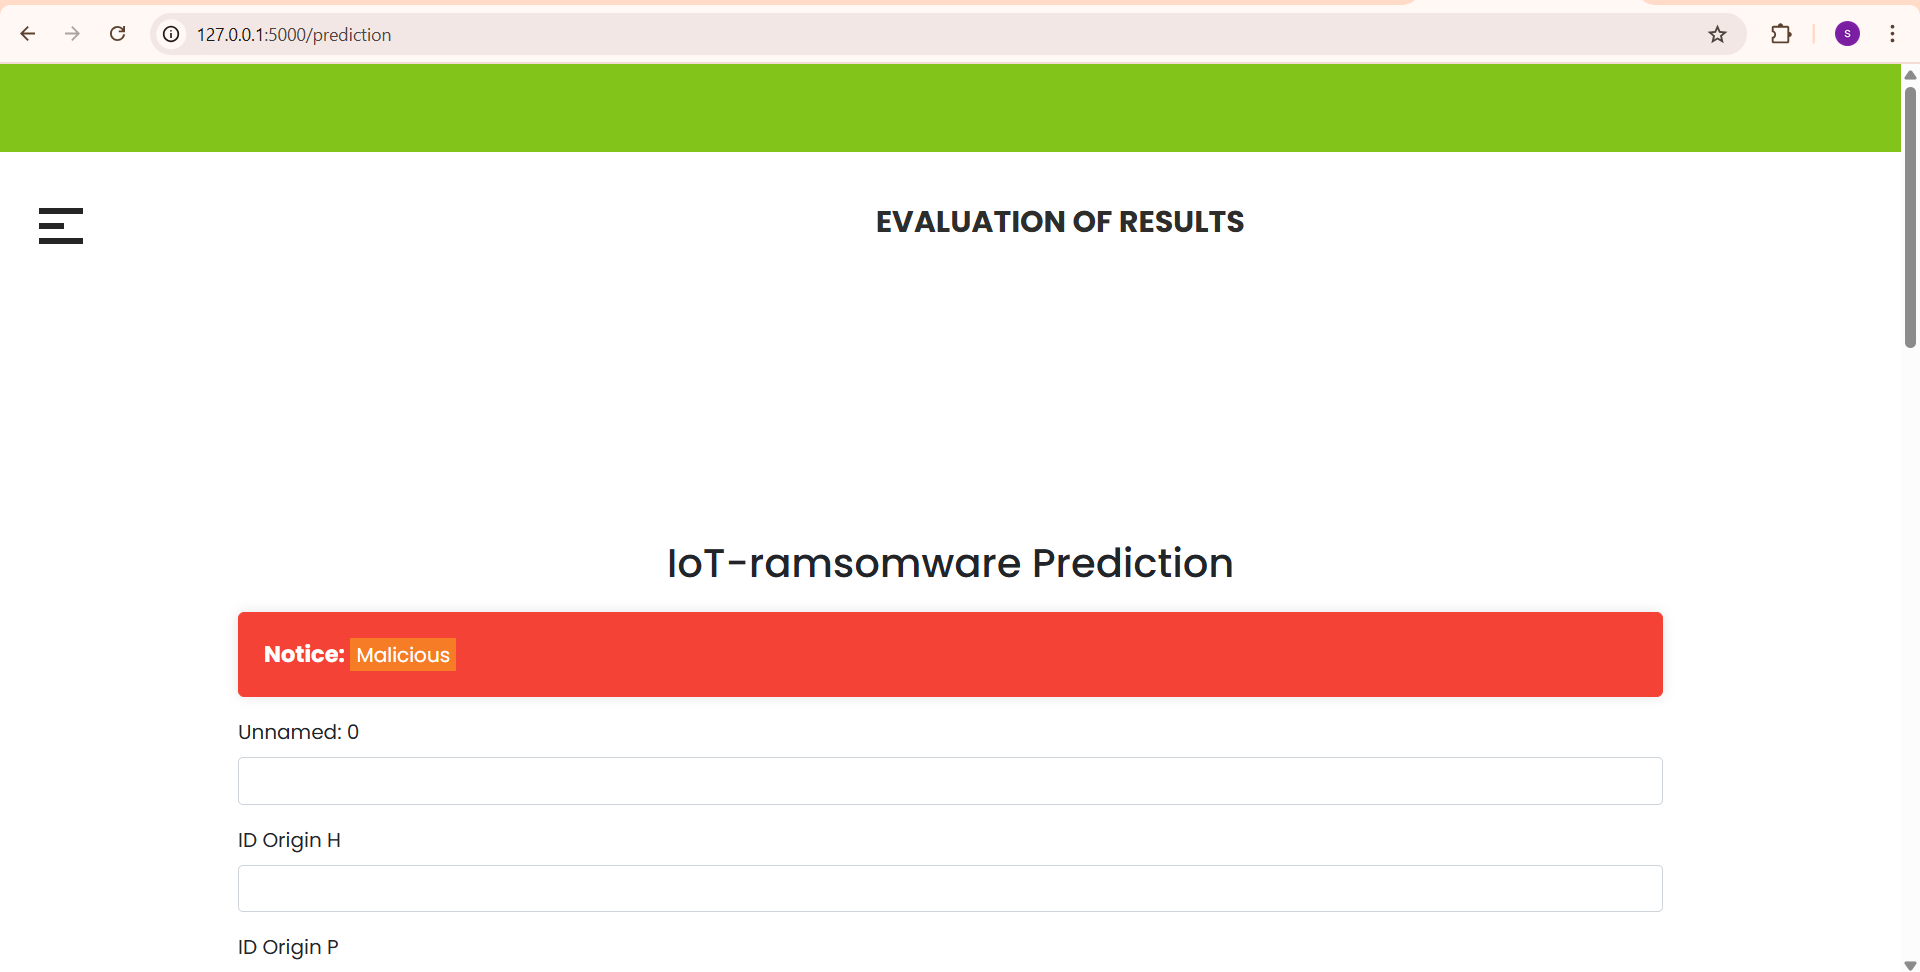 127.0.0.1:5000/prediction
S
EVALUATION OF RESULTS
IoT-ramsomware Prediction
Notice: Malicious
Unnamed: 0
ID Origin H
ID Origin P